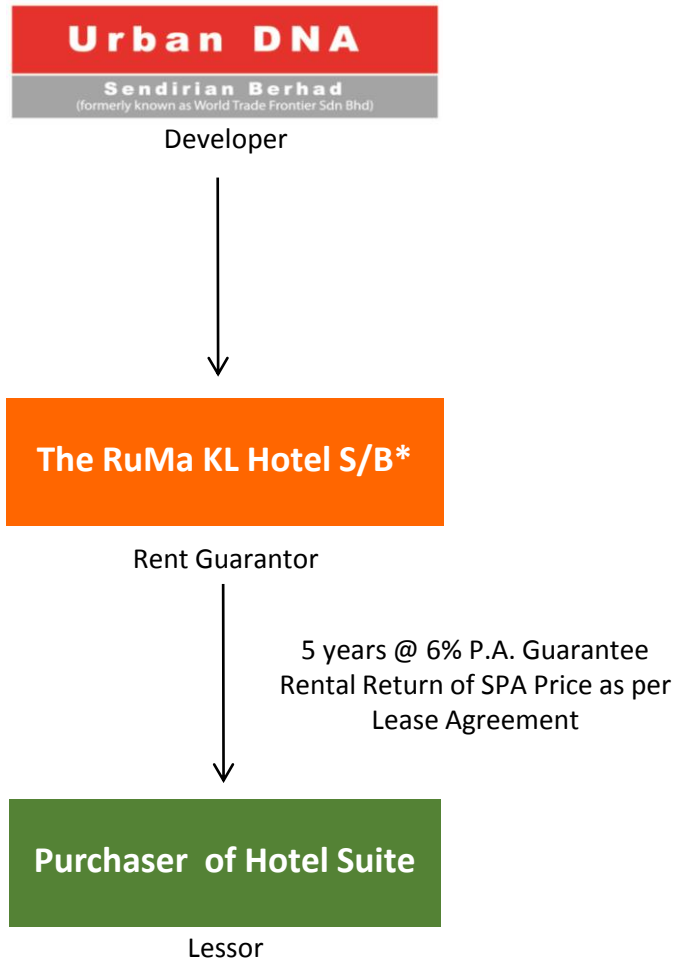 Urban DNA
Sendirian Berhad
(formerly known as World Trade Frontier Sdn Bhd)
Developer
The RuMa KL Hotel S/B*
Rent Guarantor
5 years @ 6% P.A. Guarantee
Rental Return of SPA Price as per
Lease Agreement
Purchaser of Hotel Suite
Lessor